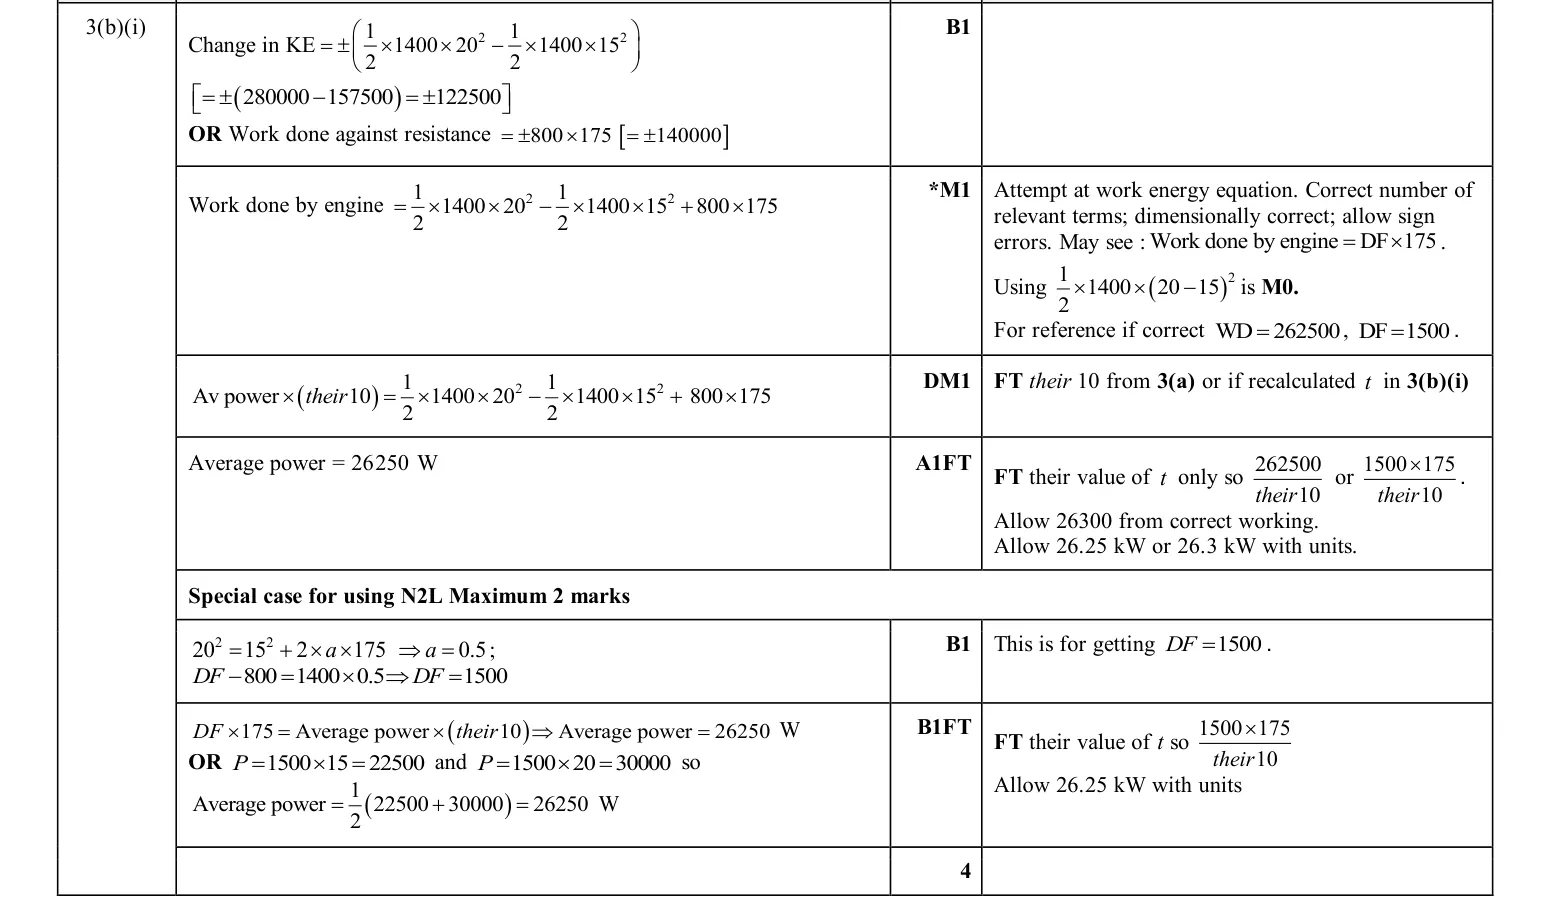 3(b)(i)
Change in KE = ±(1/2 ×1400×20² − 1/2 ×1400×15²)
B1
[= ±(280000−157500) = ±122500]
OR Work done against resistance = ±800×175 [= ±140000]
Work done by engine = 1/2 ×1400×20² − 1/2 ×1400×15² +800×175
*M1
Attempt at work energy equation. Correct number of
relevant terms; dimensionally correct; allow sign
errors. May see : Work done by engine = DF×175 .
Using 1/2 ×1400×(20−15)² is M0.
For reference if correct WD = 262500, DF =1500 .
Av power×(their10) = 1/2 ×1400×20² − 1/2 ×1400×15² + 800×175
DM1
FT their 10 from 3(a) or if recalculated t in 3(b)(i)
Average power = 26250 W
A1FT
FT their value of t only so 262500/their10 or 1500×175/their10 .
Allow 26300 from correct working.
Allow 26.25 kW or 26.3 kW with units.
Special case for using N2L Maximum 2 marks
20² =15² +2×a×175 ⇒ a = 0.5;
DF −800 =1400×0.5⇒ DF =1500
B1
This is for getting DF =1500 .
DF ×175 = Average power×(their10)⇒ Average power = 26250 W
OR P =1500×15 = 22500 and P =1500×20 = 30000 so
Average power = 1/2 (22500+30000) = 26250 W
B1FT
FT their value of t so 1500×175/their10
Allow 26.25 kW with units
4